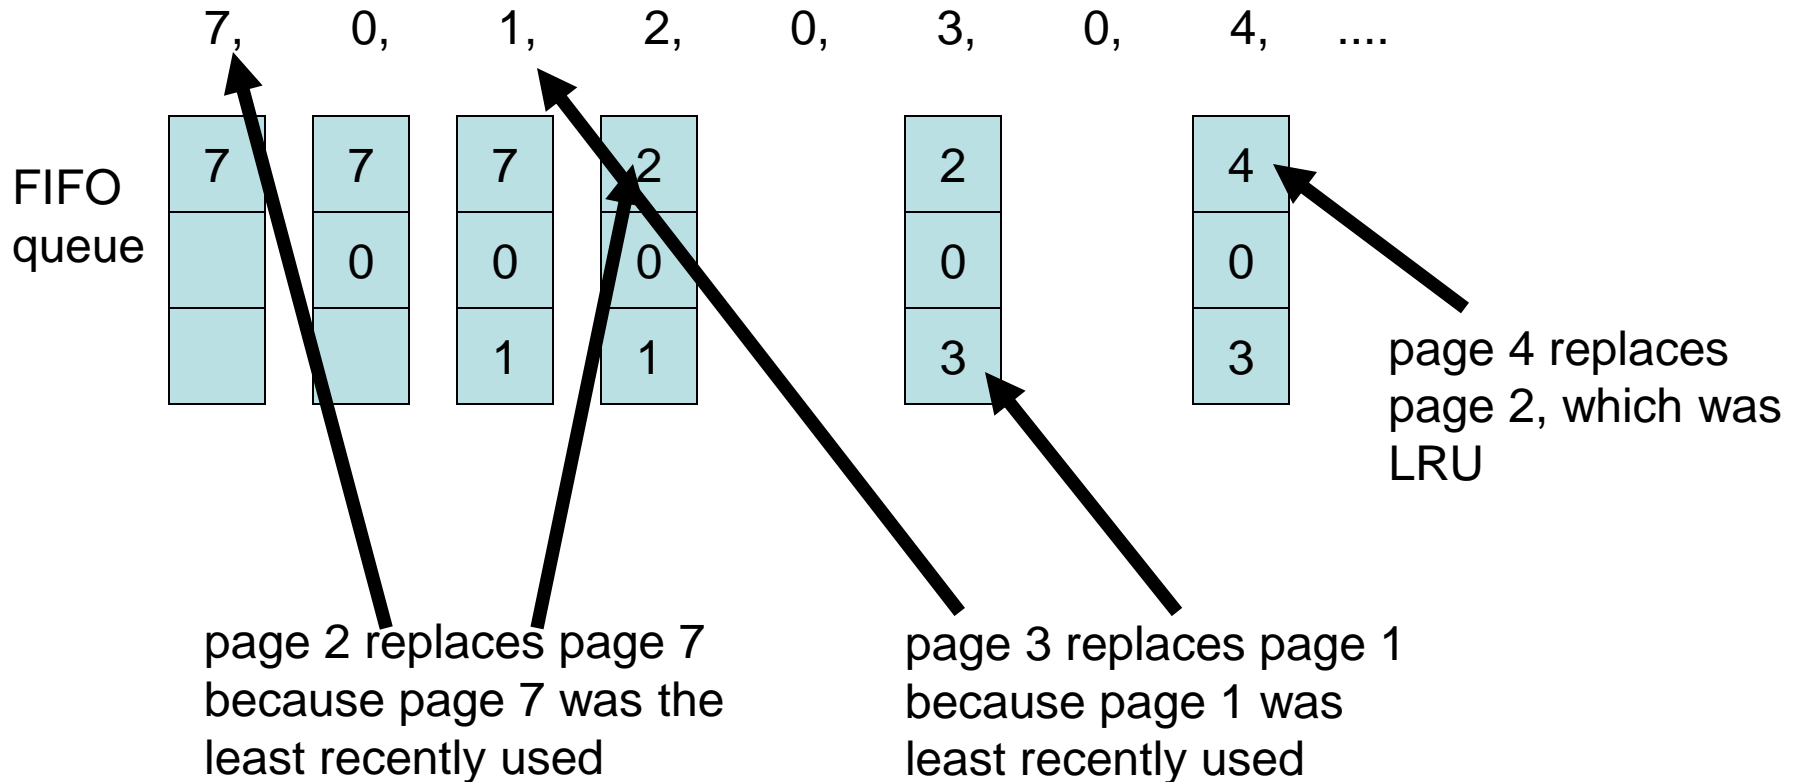 7, 0, 1, 2, 0, 3, 0, 4, ....
FIFO
queue
7 7 7 2 2 4
0 0 0 0 0
1 1 3 3
page 4 replaces
page 2, which was
LRU
page 2 replaces page 7
because page 7 was the
least recently used
page 3 replaces page 1
because page 1 was
least recently used